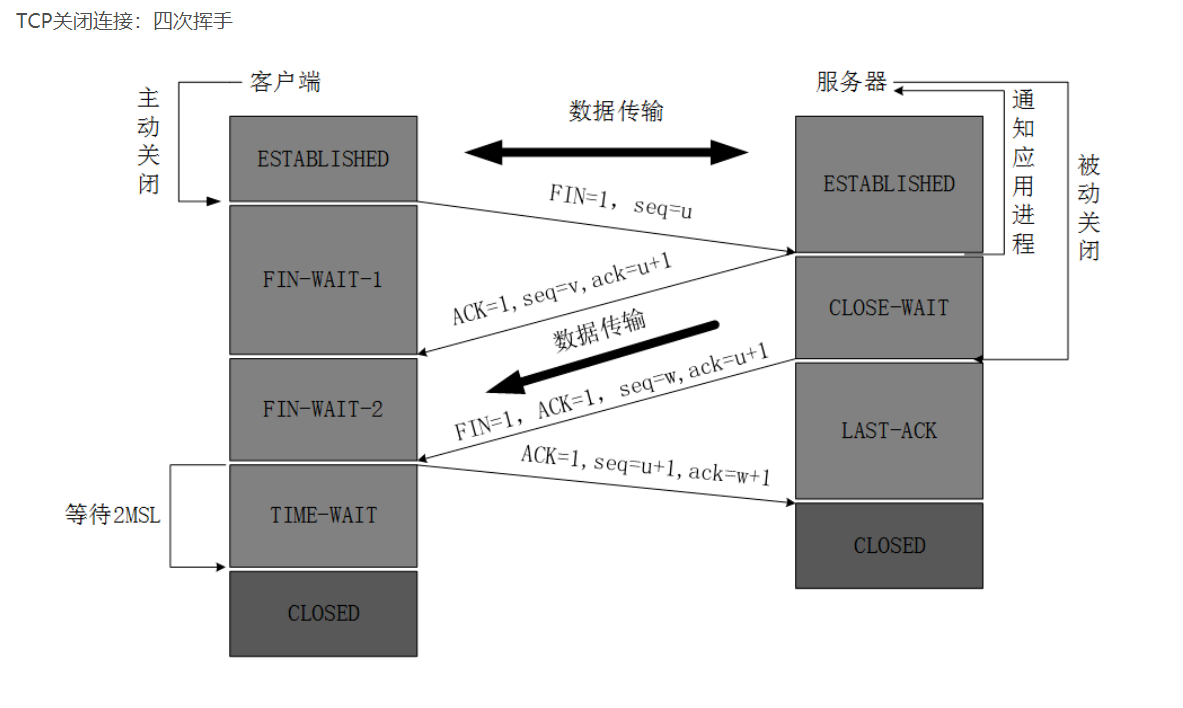 TCP关闭连接：四次挥手
客户端
服务器
主动关闭
数据传输
通知应用进程
被动关闭
ESTABLISHED
ESTABLISHED
FIN=1, seq=u
FIN-WAIT-1
ACK=1,seq=v,ack=u+1
CLOSE-WAIT
数据传输
FIN-WAIT-2
FIN=1, ACK=1, seq=w,ack=u+1
LAST-ACK
ACK=1,seq=u+1,ack=w+1
等待2MSL
TIME-WAIT
CLOSED
CLOSED